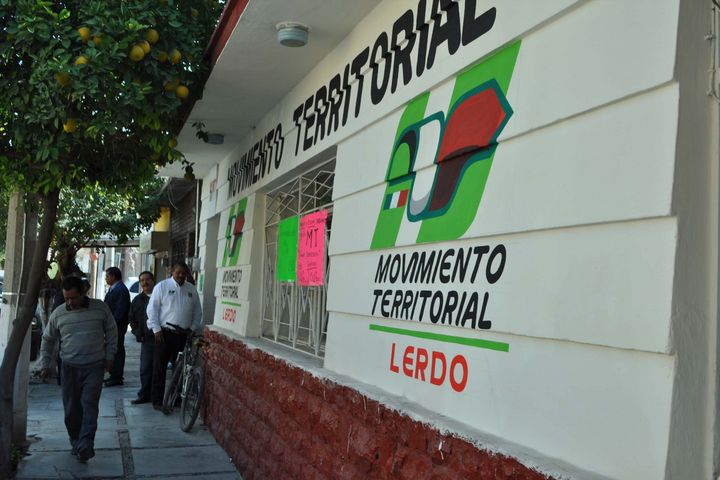 MOVIMIENTO TERRITORIAL
MOVIMIENTO
TERRITORIAL
LERDO
MOVIMIENTO
TERRITORIAL
LERDO
MT